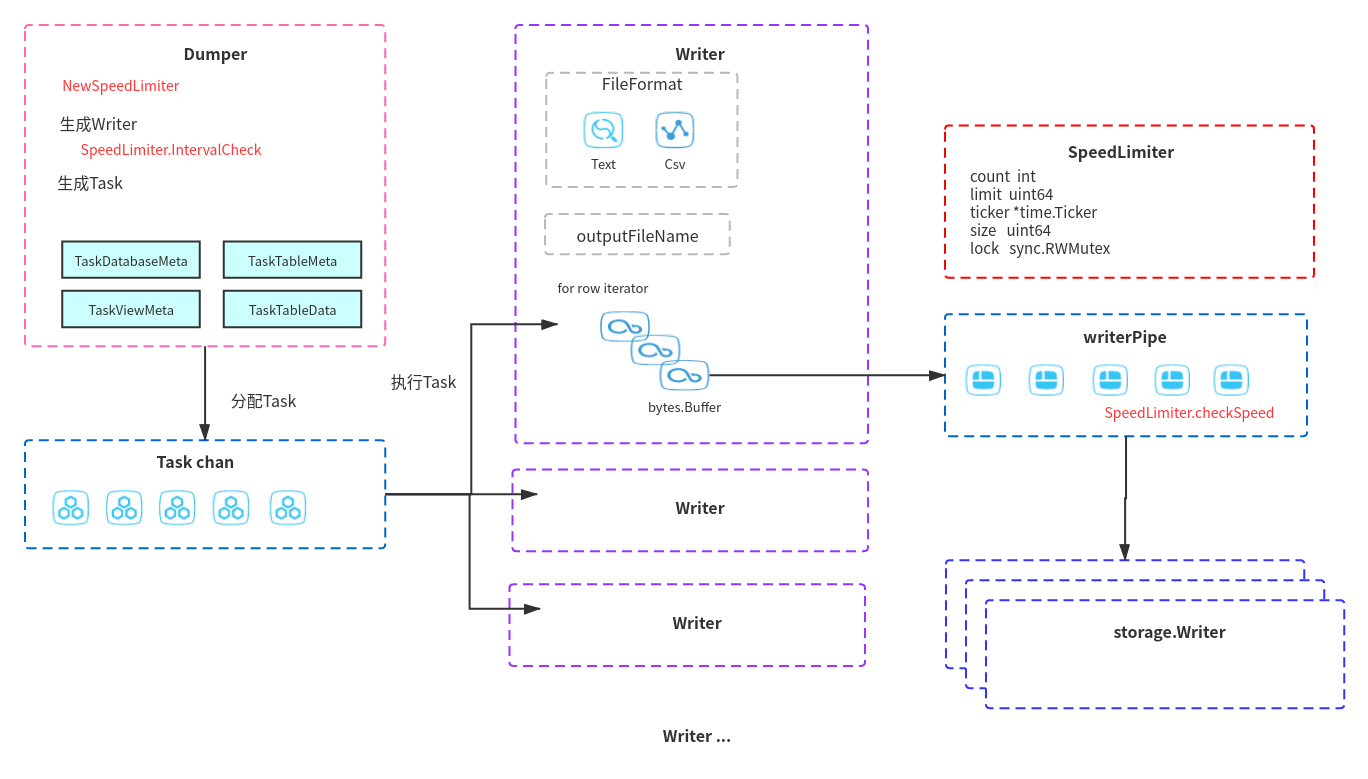 Dumper
NewSpeedLimiter
生成Writer
SpeedLimiter.IntervalCheck
生成Task
TaskDatabaseMeta
TaskTableMeta
TaskViewMeta
TaskTableData
分配Task
Task chan
执行Task
Writer
FileFormat
Text
Csv
outputFileName
for row iterator
bytes.Buffer
Writer
Writer
Writer ...
SpeedLimiter
count int
limit uint64
ticker *time.Ticker
size uint64
lock sync.RWMutex
writerPipe
SpeedLimiter.checkSpeed
storage.Writer